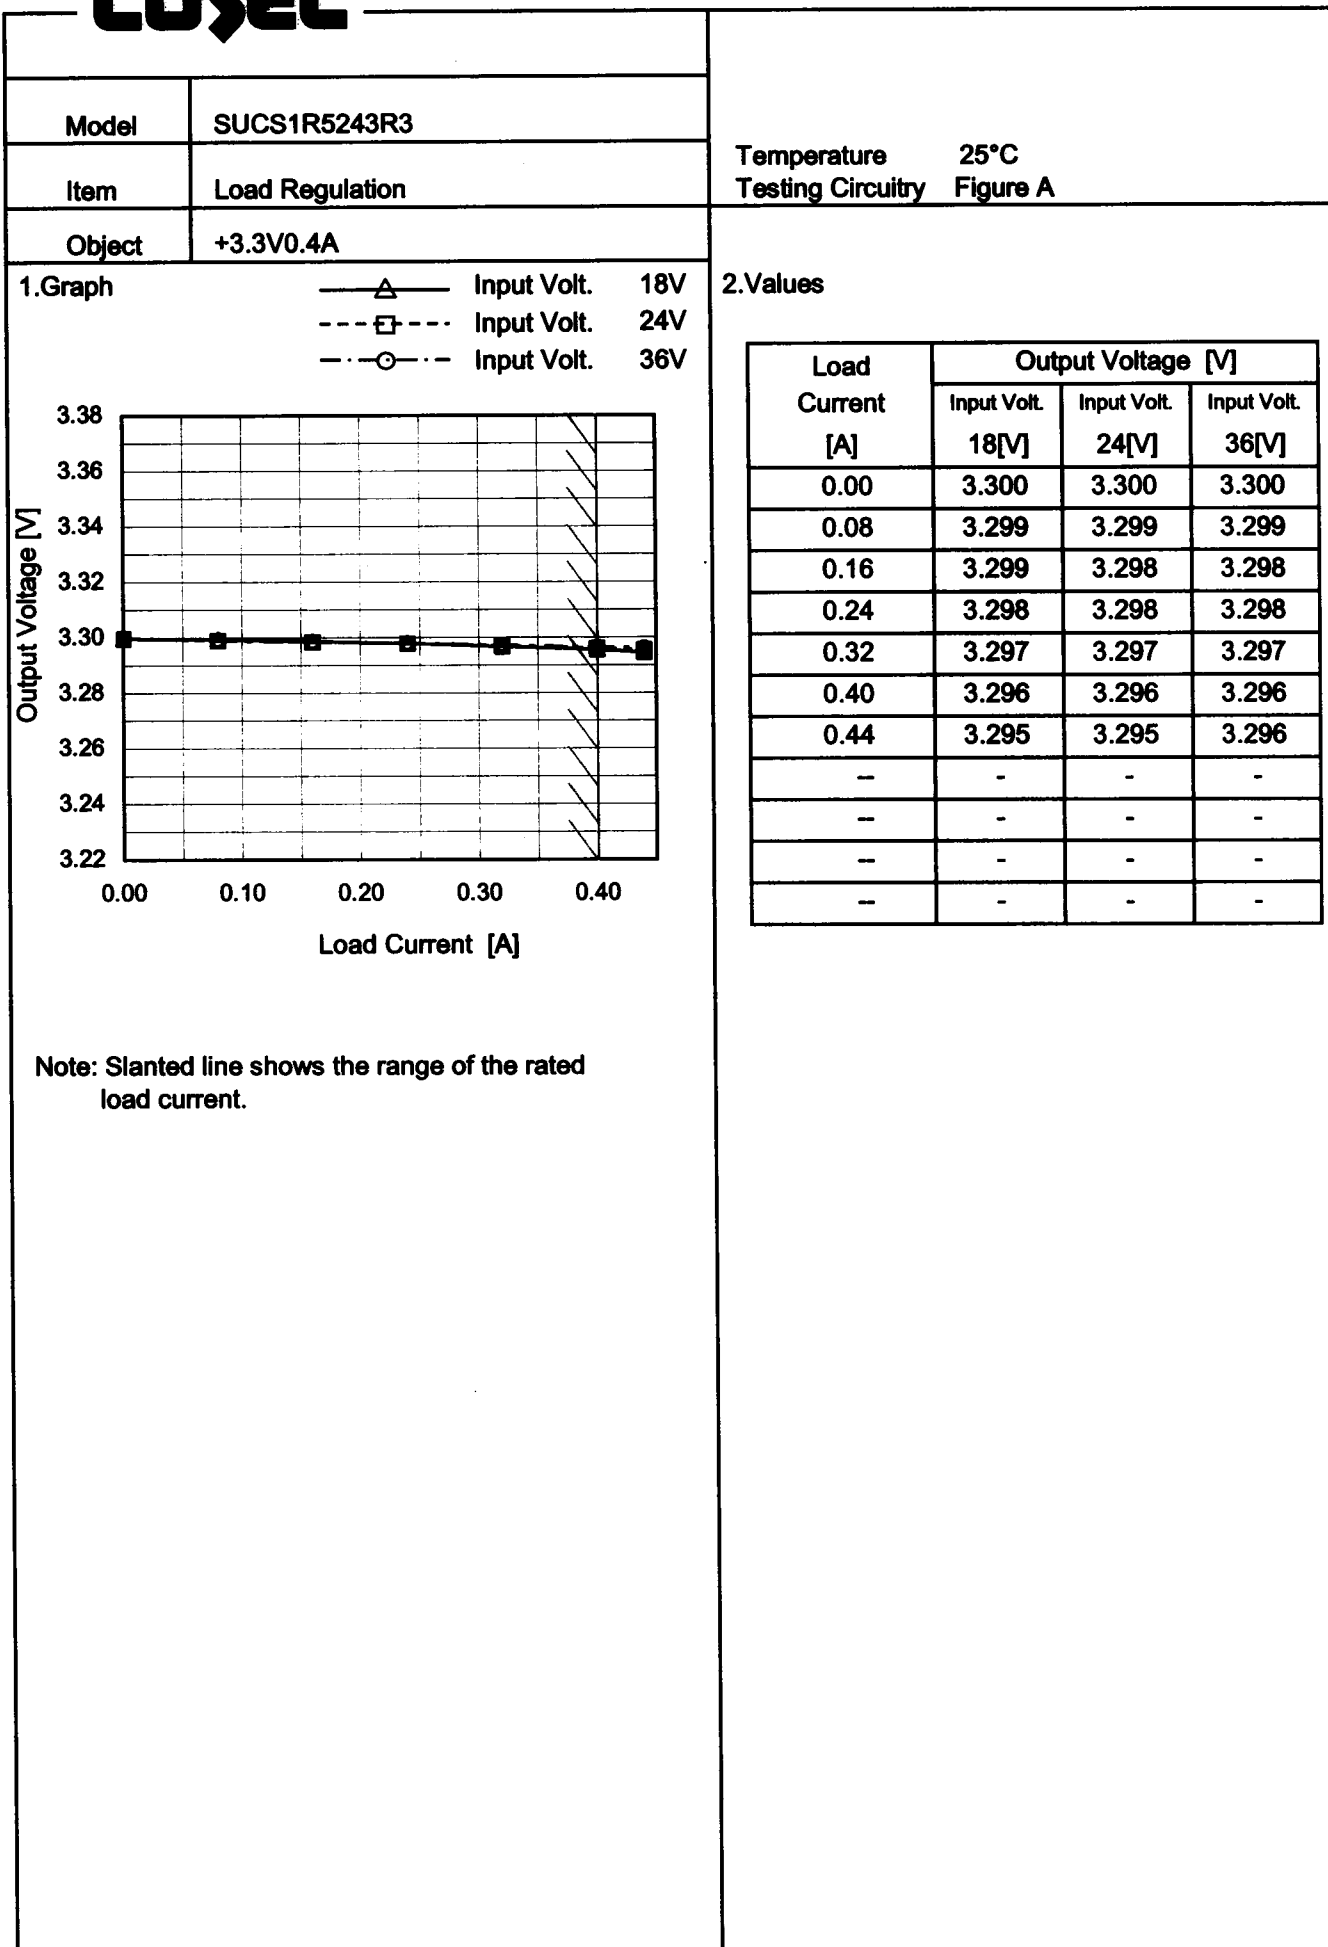 COSEL
Model SUCS1R5243R3
Item Load Regulation
Object +3.3V0.4A
Temperature 25°C
Testing Circuitry Figure A
1.Graph
Input Volt. 18V
Input Volt. 24V
Input Volt. 36V
Output Voltage [V]
3.38
3.36
3.34
3.32
3.30
3.28
3.26
3.24
3.22
0.00 0.10 0.20 0.30 0.40
Load Current [A]
Note: Slanted line shows the range of the rated
load current.
2.Values
Load Output Voltage [V]
Current Input Volt. Input Volt. Input Volt.
[A] 18[V] 24[V] 36[V]
0.00 3.300 3.300 3.300
0.08 3.299 3.299 3.299
0.16 3.299 3.298 3.298
0.24 3.298 3.298 3.298
0.32 3.297 3.297 3.297
0.40 3.296 3.296 3.296
0.44 3.295 3.295 3.296
-- - - -
-- - - -
-- - - -
-- - - -